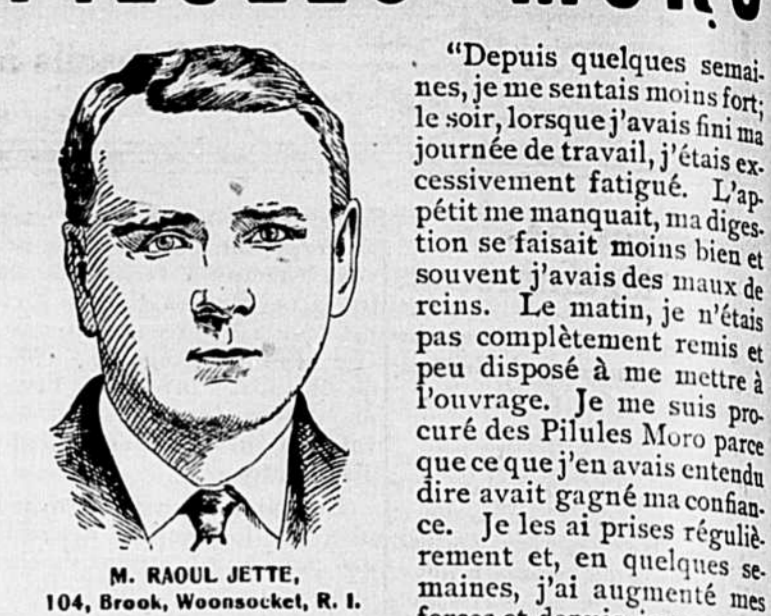 PILULES MORO
M. RAOUL JETTE,
104, Brook, Woonsocket, R. I.
“Depuis quelques semai-
nes, je me sentais moins fort;
le soir, lorsque j’avais fini ma
journée de travail, j’étais ex-
cessivement fatigué. L’ap-
pétit me manquait, ma diges-
tion se faisait moins bien et
souvent j’avais des maux de
reins. Le matin, je n’étais
pas complètement remis et
peu disposé à me mettre à
l’ouvrage. Je me suis pro-
curé des Pilules Moro parce
que ce que j’en avais entendu
dire avait gagné ma confian-
ce. Je les ai prises réguliè-
rement et, en quelques se-
maines, j’ai augmenté mes